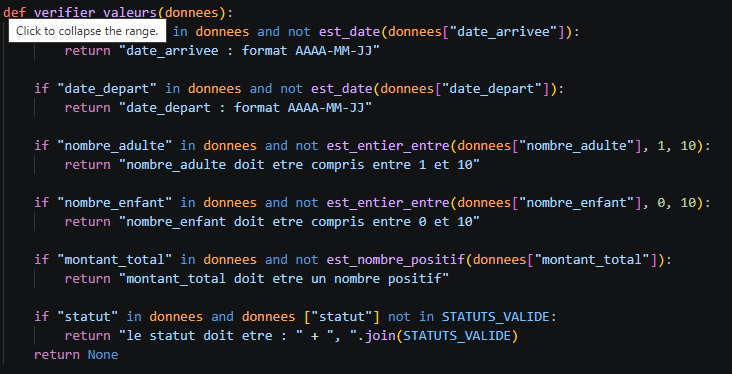 def verifier_valeurs(donnees):
Click to collapse the range. in donnees and not est_date(donnees["date_arrivee"]):
return "date_arrivee : format AAAA-MM-JJ"
if "date_depart" in donnees and not est_date(donnees["date_depart"]):
return "date_depart : format AAAA-MM-JJ"
if "nombre_adulte" in donnees and not est_entier_entre(donnees["nombre_adulte"], 1, 10):
return "nombre_adulte doit etre compris entre 1 et 10"
if "nombre_enfant" in donnees and not est_entier_entre(donnees["nombre_enfant"], 0, 10):
return "nombre_enfant doit etre compris entre 0 et 10"
if "montant_total" in donnees and not est_nombre_positif(donnees["montant_total"]):
return "montant_total doit etre un nombre positif"
if "statut" in donnees and donnees ["statut"] not in STATUTS_VALIDE:
return "le statut doit etre : " + ", ".join(STATUTS_VALIDE)
return None